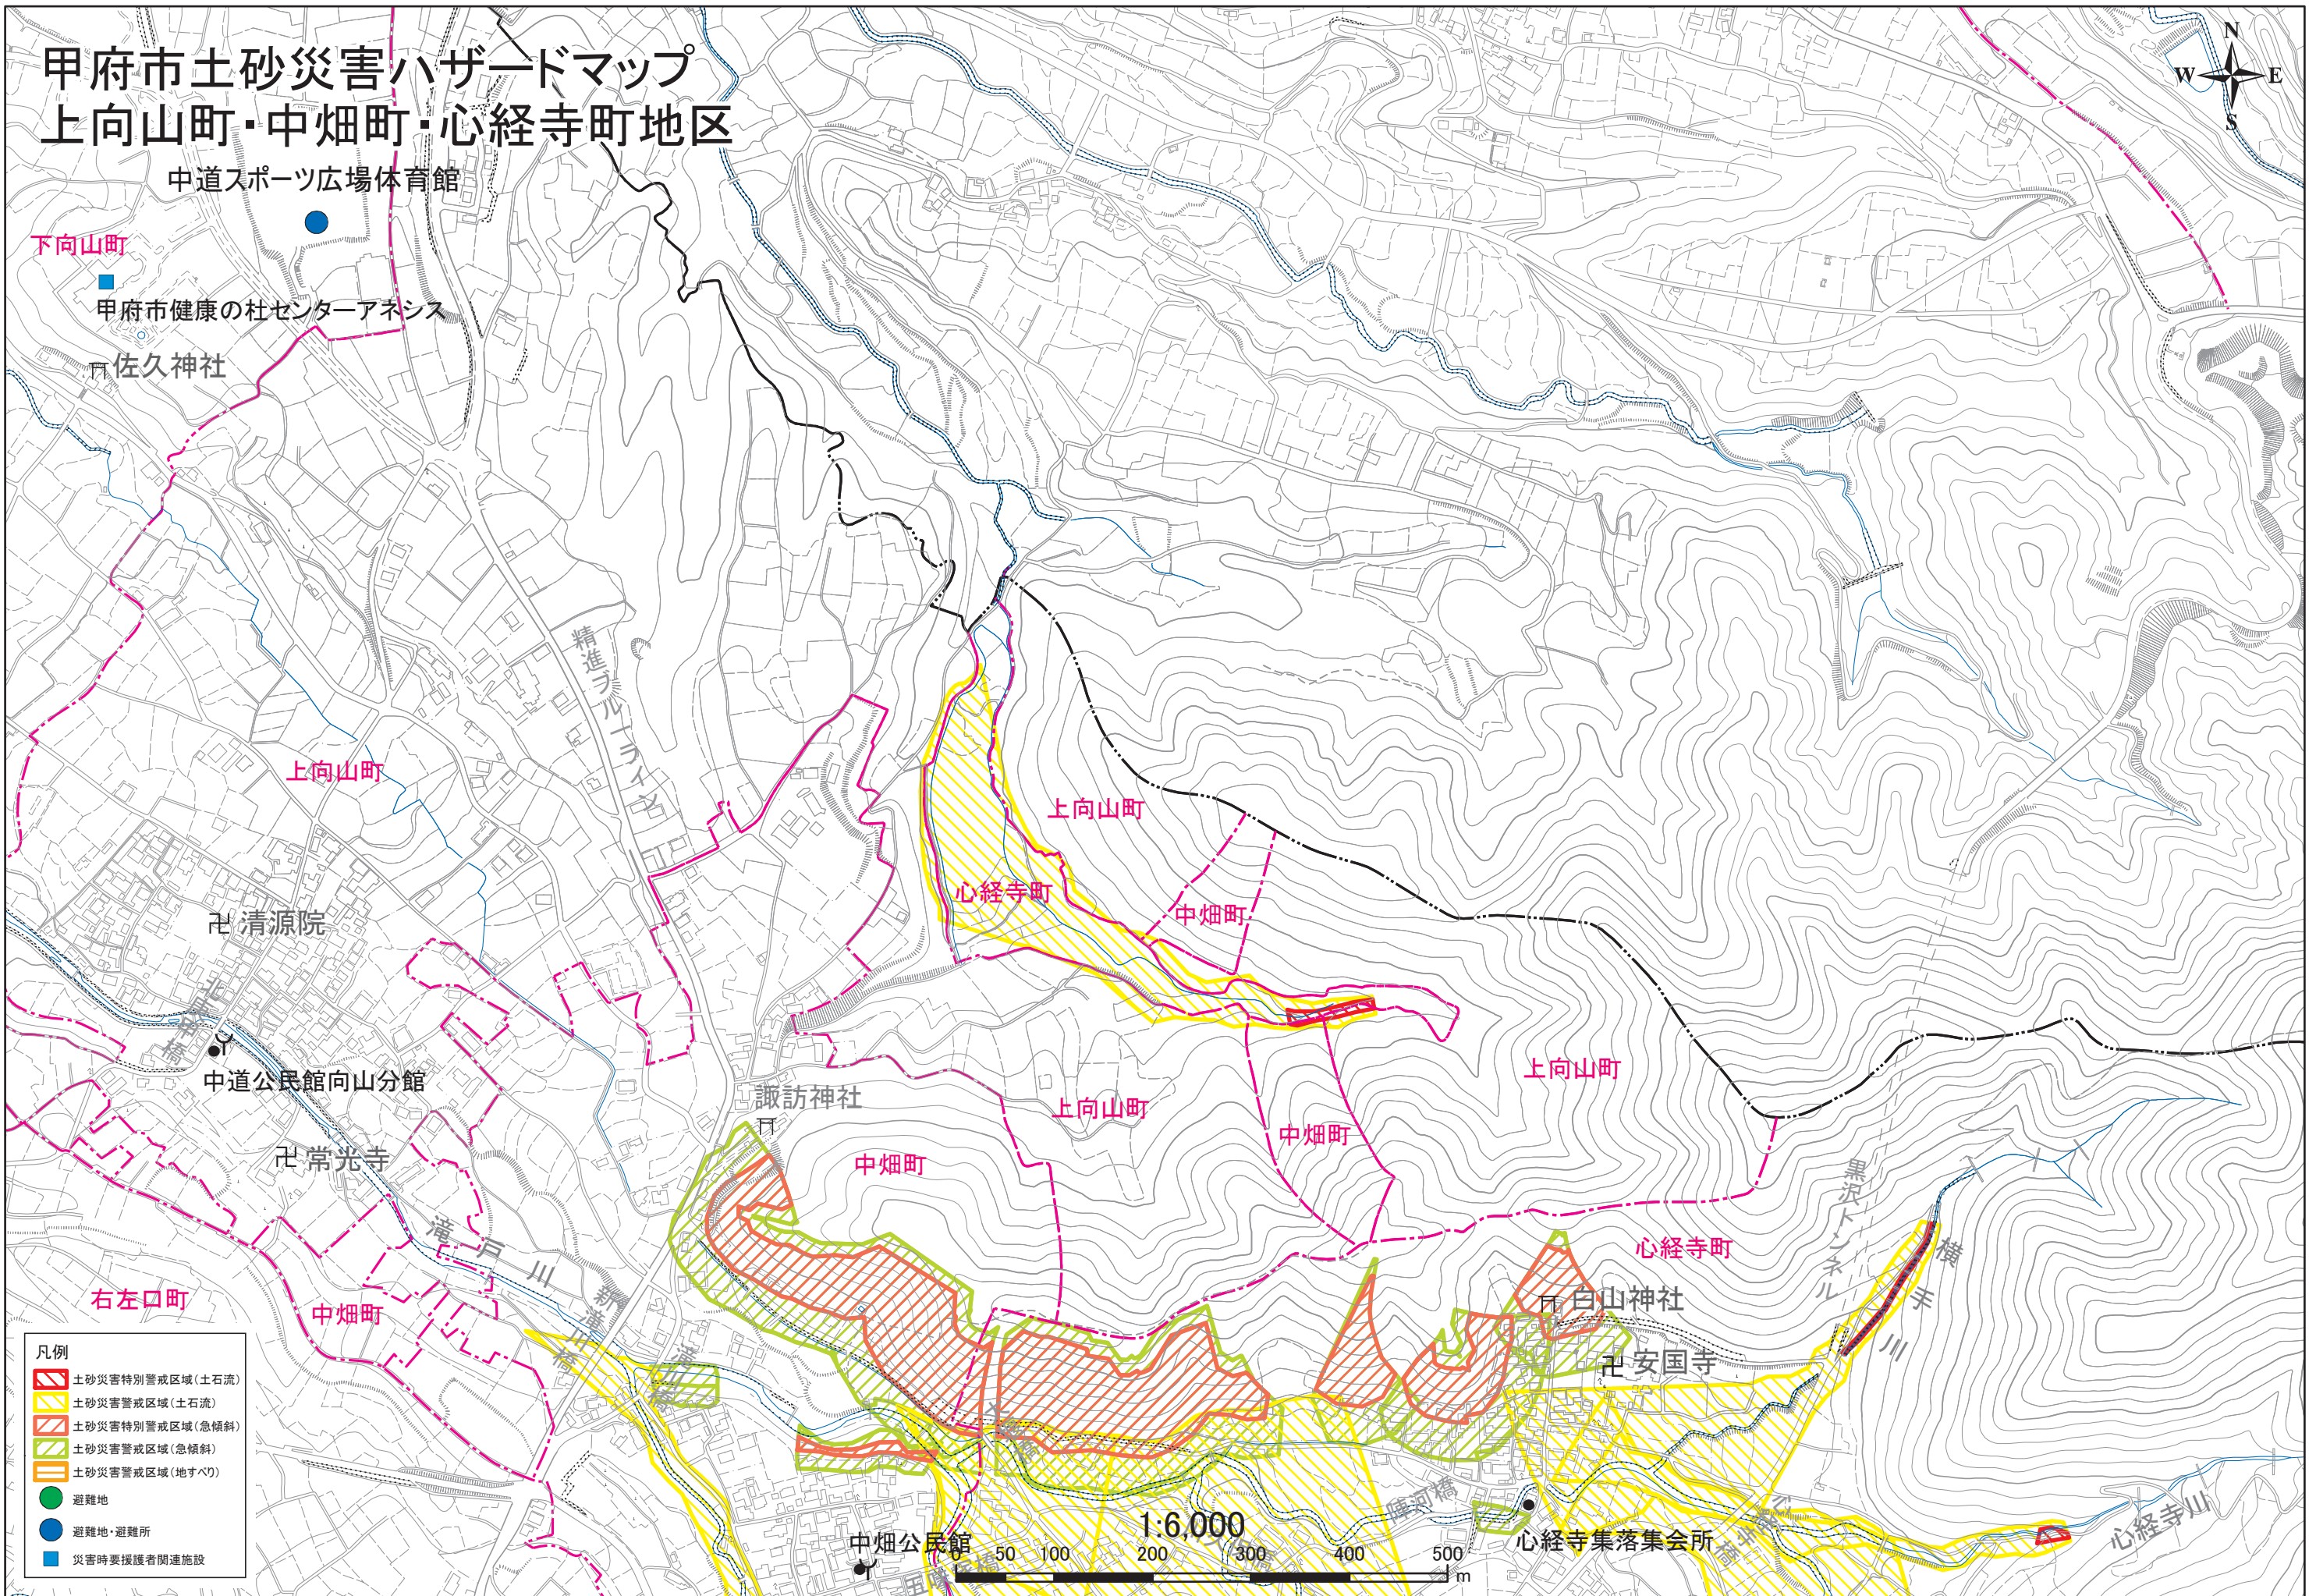 甲府市土砂災害ハザードマップ
上向山町・中畑町・心経寺町地区
N
W
E
S
中道スポーツ広場体育館
下向山町
甲府市健康の杜センターアネシス
佐久神社
精進ブルーライン
上向山町
上向山町
心経寺町
中畑町
清源院
中道公民館向山分館
常光寺
諏訪神社
上向山町
上向山町
中畑町
中畑町
黒沢トンネル
滝戸川
新滝川橋
滝川橋
横手川
心経寺町
白山神社
安国寺
右左口町
中畑町
凡例
土砂災害特別警戒区域(土石流)
土砂災害警戒区域(土石流)
土砂災害特別警戒区域(急傾斜)
土砂災害警戒区域(急傾斜)
土砂災害警戒区域(地すべり)
避難地
避難地・避難所
災害時要援護者関連施設
陣河橋
心経寺川
中畑公民館
心経寺集落集会所
1:6,000
0 50 100 200 300 400 500
m